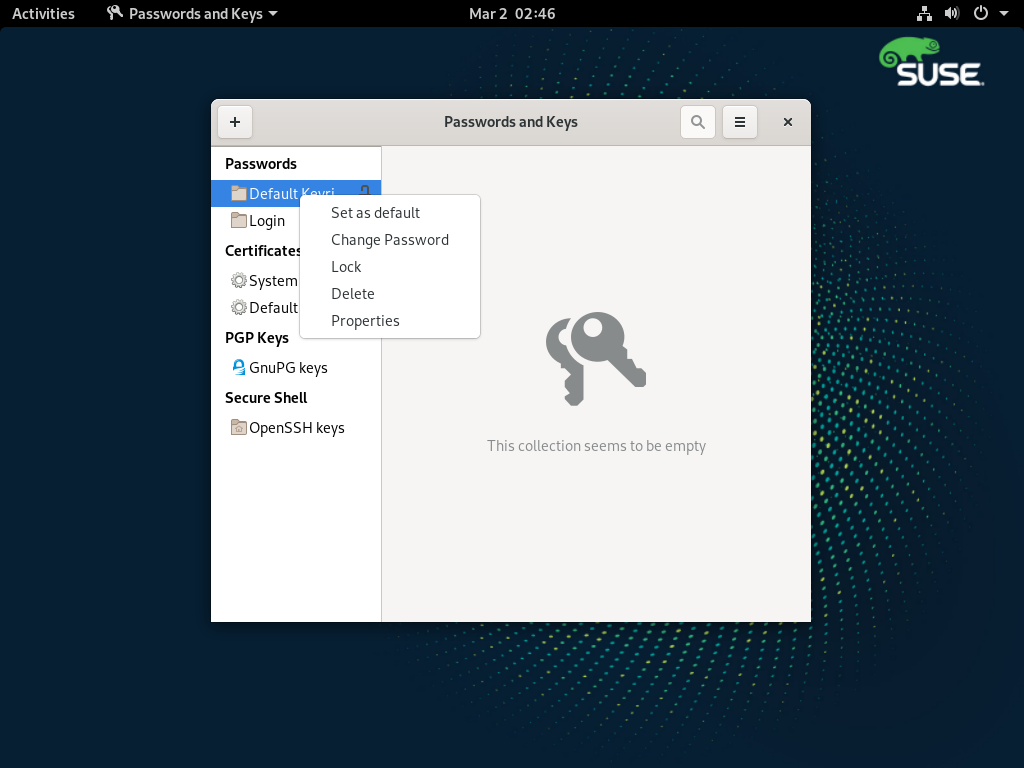 Activities
Passwords and Keys
Mar 2 02:46
SUSE
Passwords and Keys
Passwords
Default Keyri
Login
Certificates
System
Default
PGP Keys
GnuPG keys
Secure Shell
OpenSSH keys
Set as default
Change Password
Lock
Delete
Properties
This collection seems to be empty